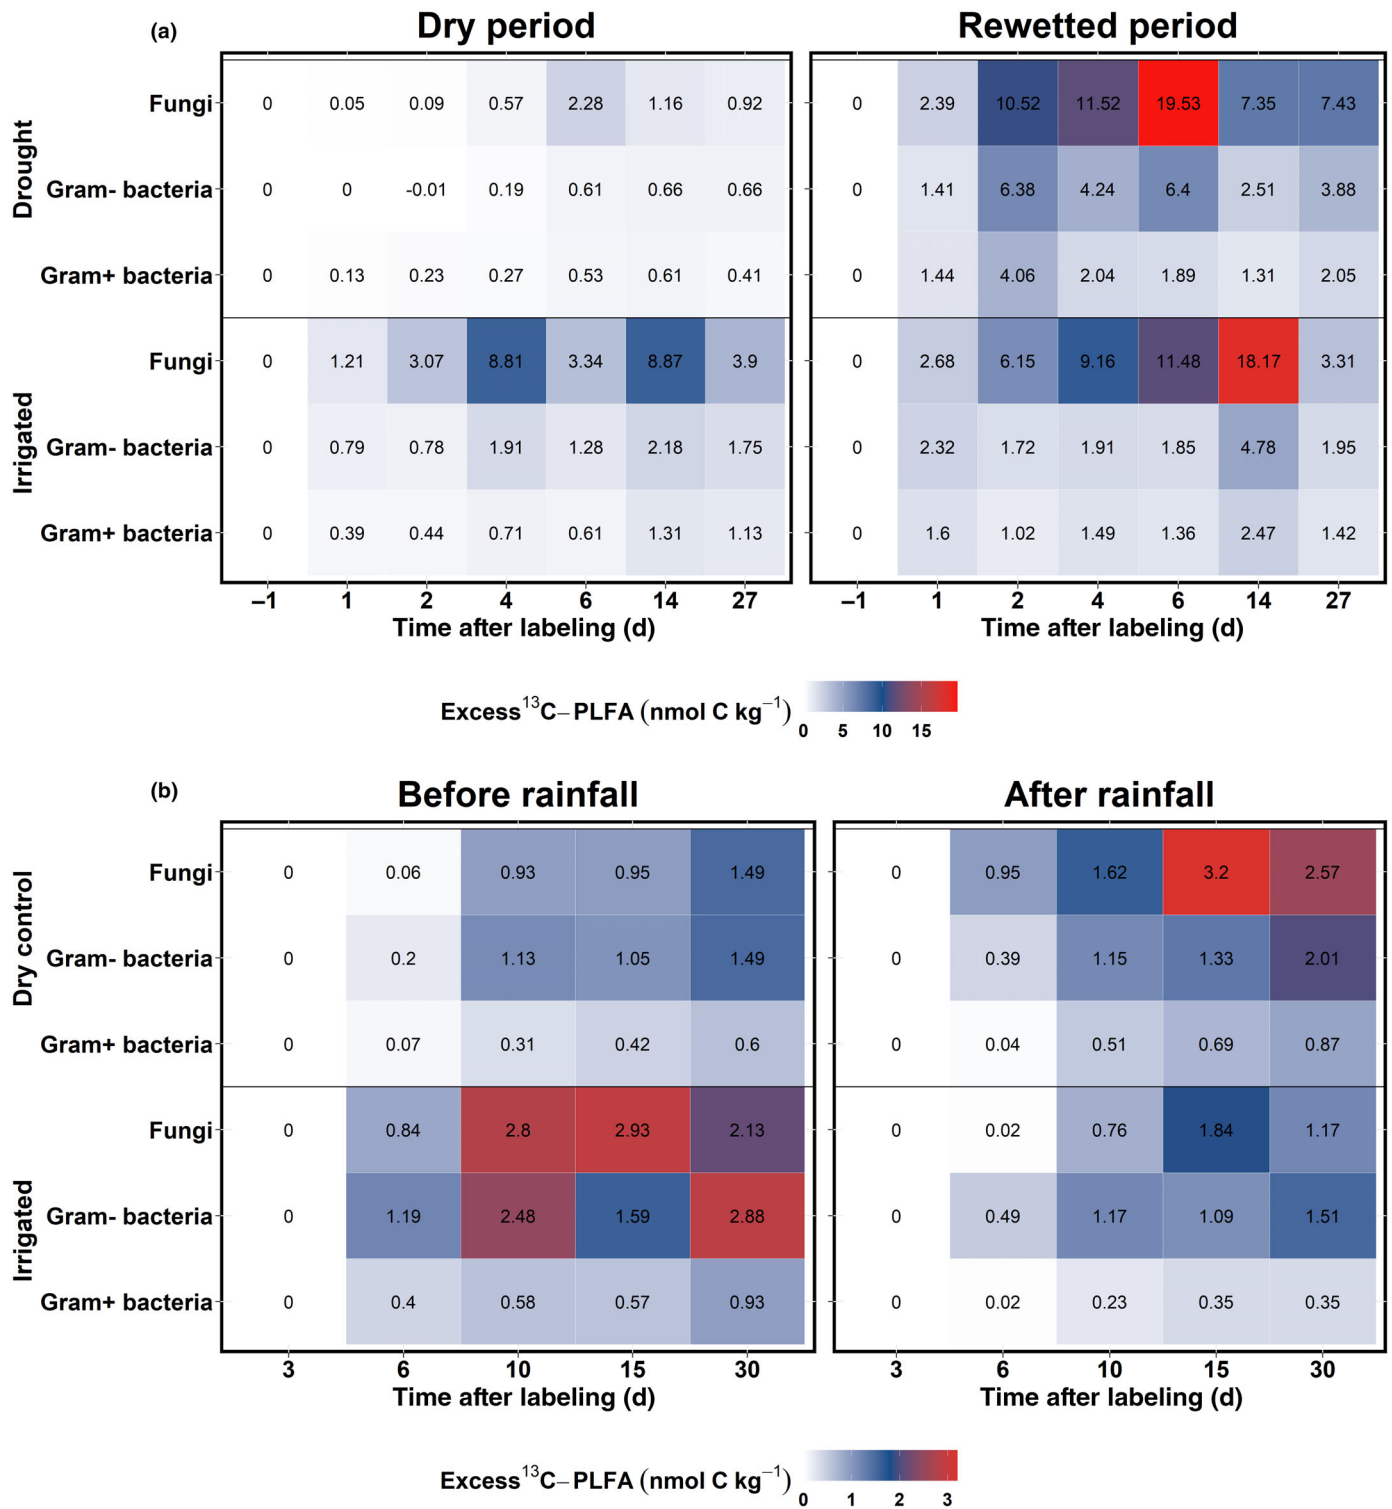 (a)
Dry period
Rewetted period
Drought
Fungi 0 0.05 0.09 0.57 2.28 1.16 0.92 0 2.39 10.52 11.52 19.53 7.35 7.43
Gram- bacteria 0 0 -0.01 0.19 0.61 0.66 0.66 0 1.41 6.38 4.24 6.4 2.51 3.88
Gram+ bacteria 0 0.13 0.23 0.27 0.53 0.61 0.41 0 1.44 4.06 2.04 1.89 1.31 2.05
Irrigated
Fungi 0 1.21 3.07 8.81 3.34 8.87 3.9 0 2.68 6.15 9.16 11.48 18.17 3.31
Gram- bacteria 0 0.79 0.78 1.91 1.28 2.18 1.75 0 2.32 1.72 1.91 1.85 4.78 1.95
Gram+ bacteria 0 0.39 0.44 0.71 0.61 1.31 1.13 0 1.6 1.02 1.49 1.36 2.47 1.42
–1 1 2 4 6 14 27 –1 1 2 4 6 14 27
Time after labeling (d)
Time after labeling (d)
Excess¹³C–PLFA (nmol C kg⁻¹)
0 5 10 15
(b)
Before rainfall
After rainfall
Dry control
Fungi 0 0.06 0.93 0.95 1.49 0 0.95 1.62 3.2 2.57
Gram- bacteria 0 0.2 1.13 1.05 1.49 0 0.39 1.15 1.33 2.01
Gram+ bacteria 0 0.07 0.31 0.42 0.6 0 0.04 0.51 0.69 0.87
Irrigated
Fungi 0 0.84 2.8 2.93 2.13 0 0.02 0.76 1.84 1.17
Gram- bacteria 0 1.19 2.48 1.59 2.88 0 0.49 1.17 1.09 1.51
Gram+ bacteria 0 0.4 0.58 0.57 0.93 0 0.02 0.23 0.35 0.35
3 6 10 15 30 3 6 10 15 30
Time after labeling (d)
Time after labeling (d)
Excess¹³C–PLFA (nmol C kg⁻¹)
0 1 2 3